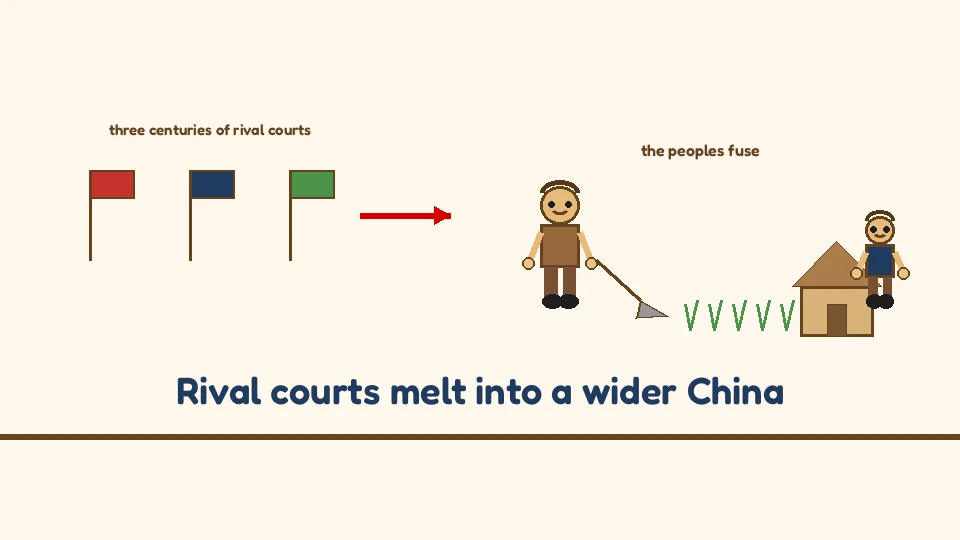 three centuries of rival courts
the peoples fuse
Rival courts melt into a wider China